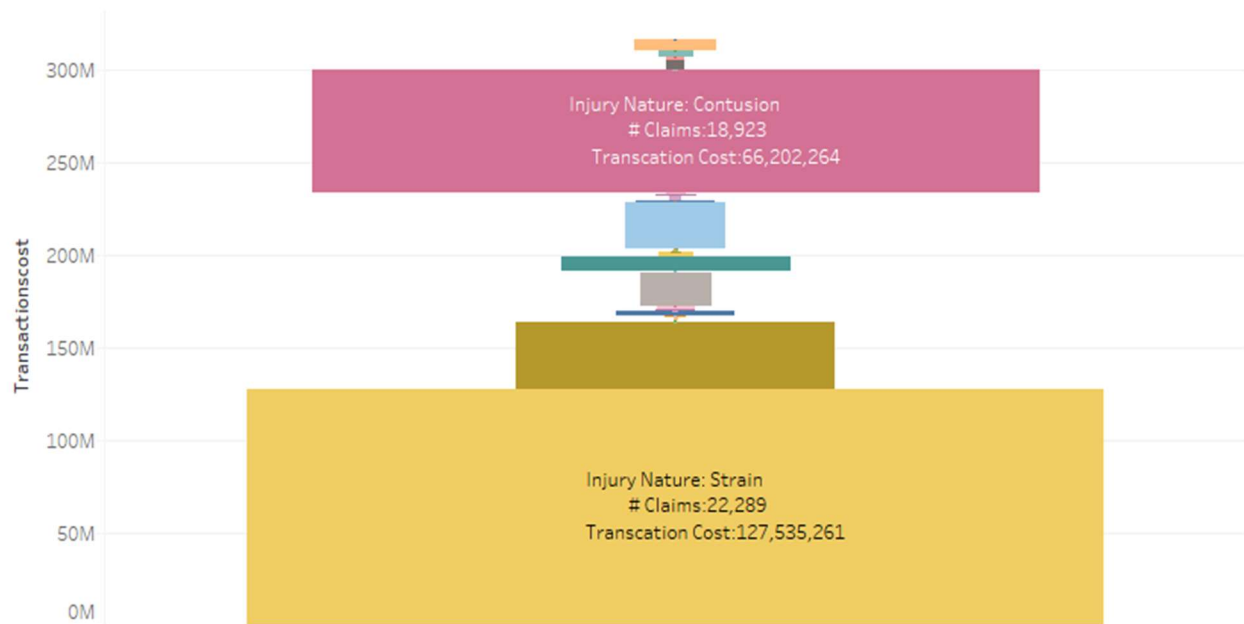 300M
Injury Nature: Contusion
# Claims:18,923
Transcation Cost:66,202,264
250M
200M
150M
100M
Injury Nature: Strain
# Claims:22,289
Transcation Cost:127,535,261
50M
0M
Transactionscost